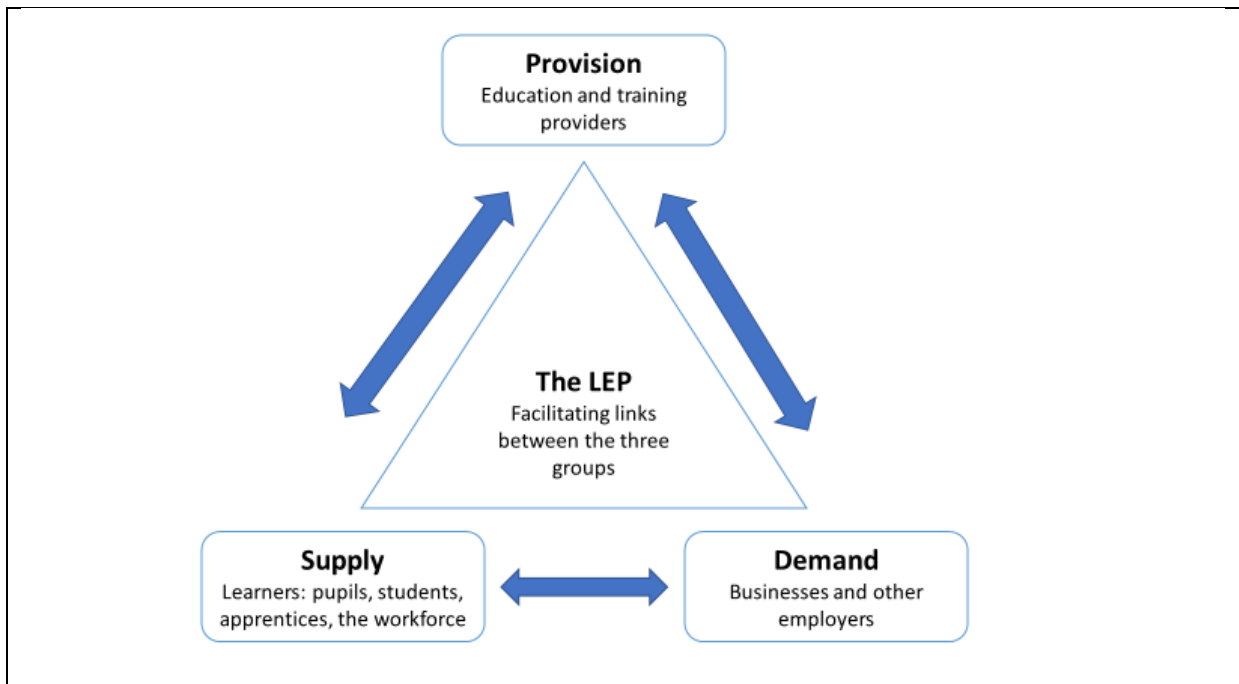 Provision
Education and training
providers
The LEP
Facilitating links
between the three
groups
Supply
Learners: pupils, students,
apprentices, the workforce
Demand
Businesses and other
employers